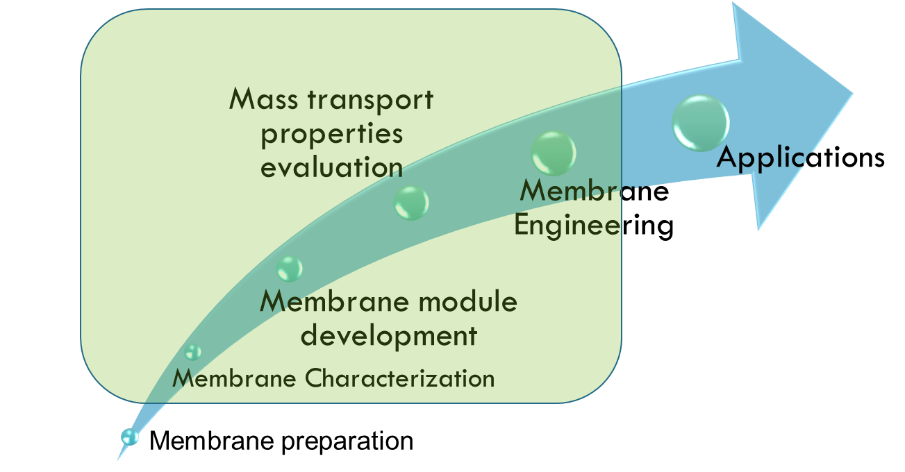 Mass transport
properties
evaluation
Applications
Membrane
Engineering
Membrane module
development
Membrane Characterization
Membrane preparation